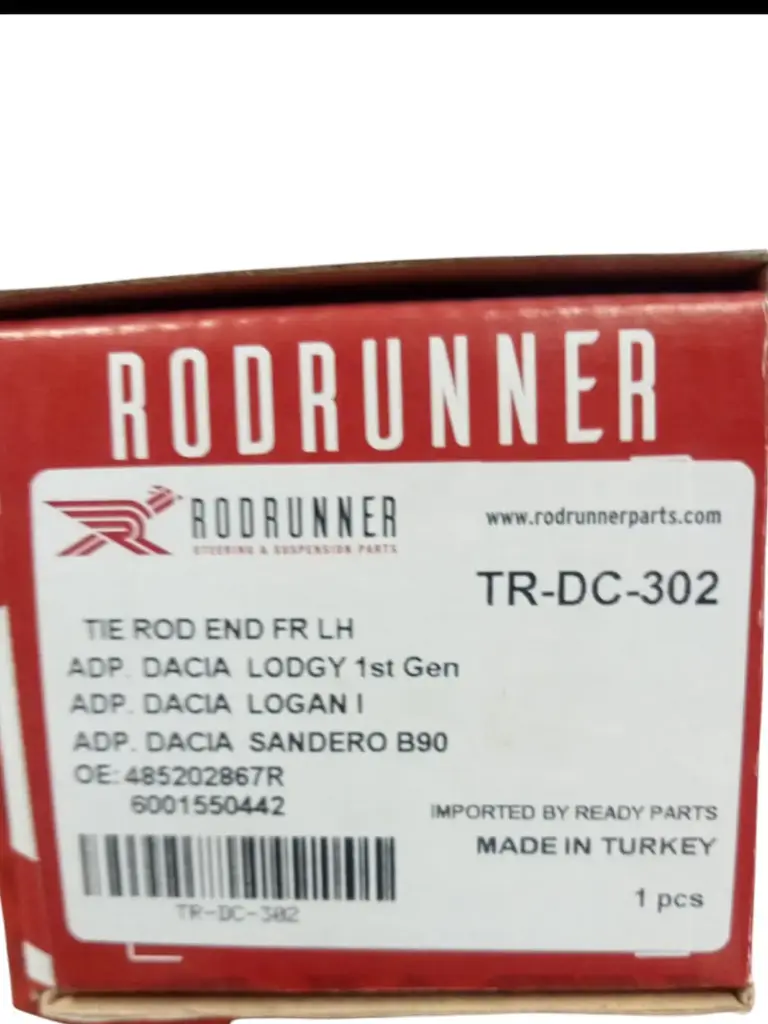 RODRUNNER
RODRUNNER
STEERING & SUSPENSION PARTS
www.rodrunnerparts.com
TR-DC-302
TIE ROD END FR LH
ADP. DACIA LODGY 1st Gen
ADP. DACIA LOGAN I
ADP. DACIA SANDERO B90
OE: 485202867R
6001550442
IMPORTED BY READY PARTS
MADE IN TURKEY
TR-DC-302
1 pcs